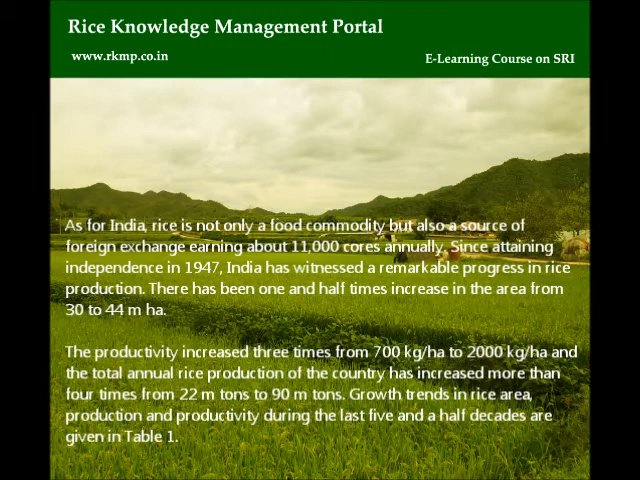 Rice Knowledge Management Portal
www.rkmp.co.in
E-Learning Course on SRI
As for India, rice is not only a food commodity but also a source of
foreign exchange earning about 11,000 cores annually. Since attaining
independence in 1947, India has witnessed a remarkable progress in rice
production. There has been one and half times increase in the area from
30 to 44 m ha.
The productivity increased three times from 700 kg/ha to 2000 kg/ha and
the total annual rice production of the country has increased more than
four times from 22 m tons to 90 m tons. Growth trends in rice area,
production and productivity during the last five and a half decades are
given in Table 1.